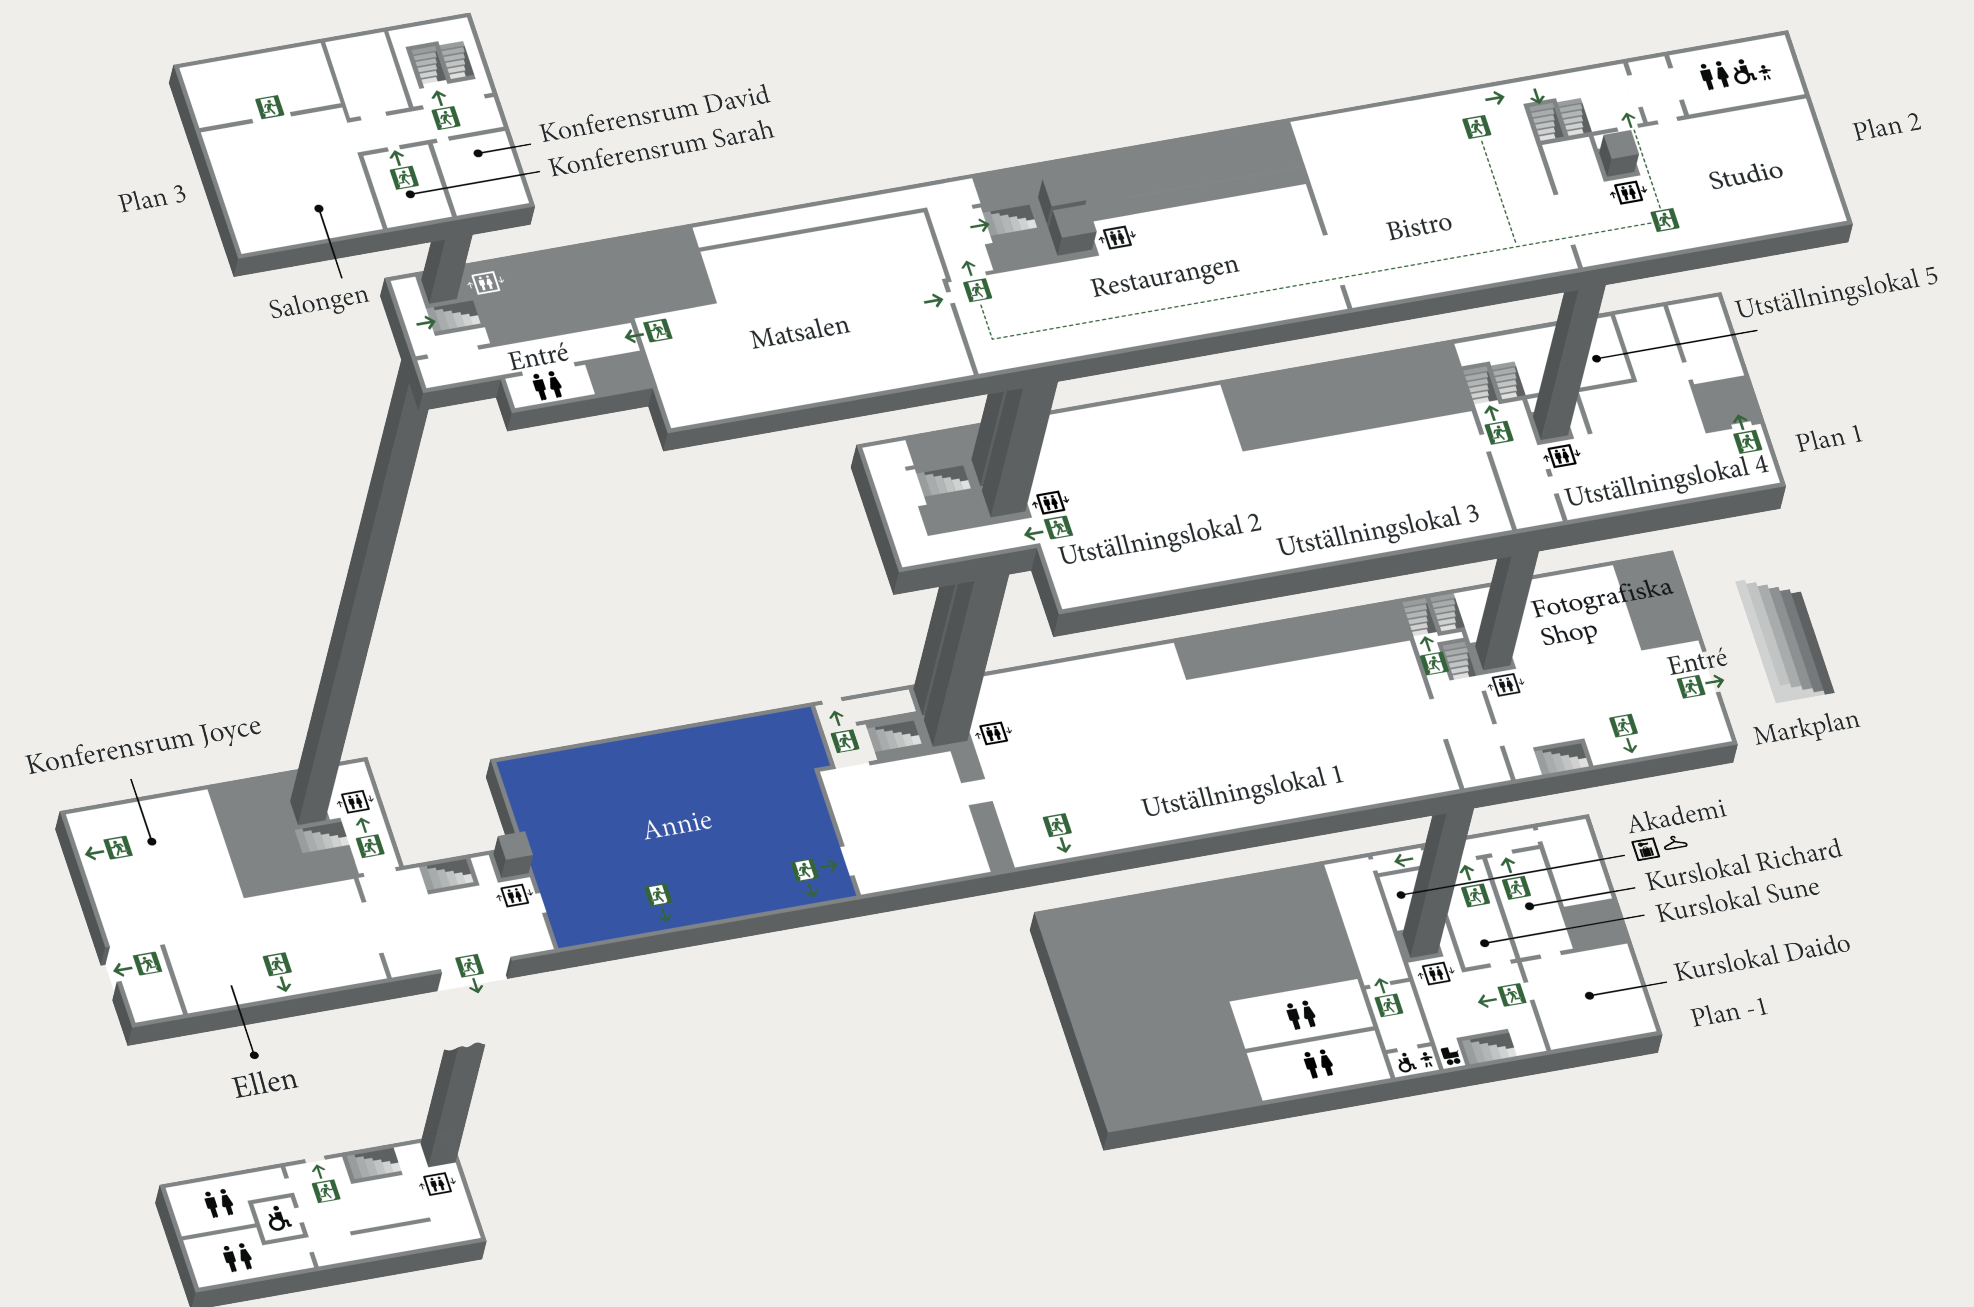 Konferensrum David
Konferensrum Sarah
Plan 3
Salongen
Plan 2
Studio
Bistro
Restaurangen
Matsalen
Entré
Utställningslokal 5
Plan 1
Utställningslokal 4
Utställningslokal 3
Utställningslokal 2
Fotografiska
Shop
Entré
Markplan
Konferensrum Joyce
Annie
Utställningslokal 1
Ellen
Akademi
Kurslokal Richard
Kurslokal Sune
Kurslokal Daido
Plan -1